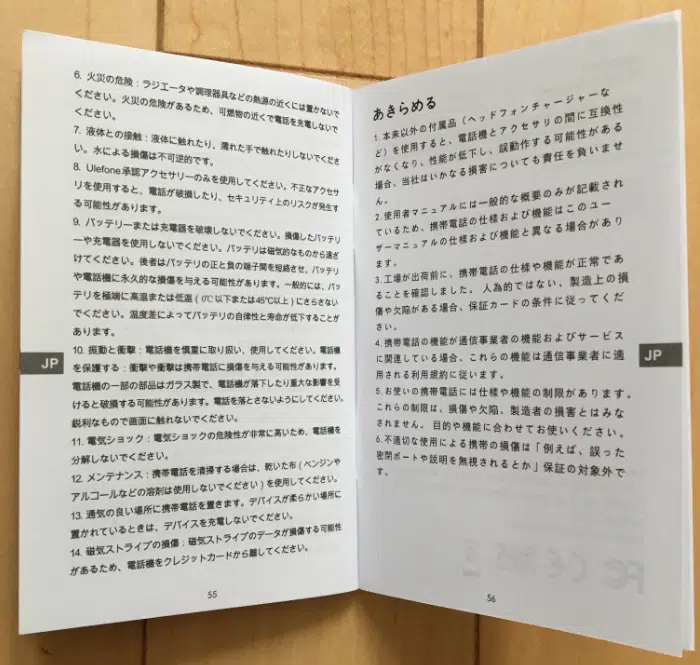 6. 火災の危険：ラジエータや調理器具などの熱源の近くには置かないで
ください。火災の危険があるため、可燃物の近くで電話を充電しないで
ください。
7. 液体との接触：液体に触れたり、濡れた手で触れたりしないでくださ
い。水による損傷は不可逆的です。
8. Ulefone承認アクセサリーのみを使用してください。不正なアクセサ
リを使用すると、電話が破損したり、セキュリティ上のリスクが発生す
る可能性があります。
9. バッテリーまたは充電器を破壊しないでください。損傷したバッテリ
ーや充電器を使用しないでください。バッテリは磁気的なものから遠ざ
けてください。後者はバッテリの正と負の端子間を短絡させ、バッテリ
や電話機に永久的な損傷を与える可能性があります。一般的には、バッ
テリを極端に高温または低温（0℃以下または45℃以上）にさらさない
でください。温度差によってバッテリの自律性と寿命が低下することが
あります。
10. 振動と衝撃：電話機を慎重に取り扱い、使用してください。電話機
を保護する：衝撃や衝撃は携帯電話に損傷を与える可能性があります。
電話機の一部の部品はガラス製で、電話機が落下したり重大な影響を受
けると破損する可能性があります。電話を落とさないようにしてください。
鋭利なもので画面に触れないでください。
11. 電気ショック：電気ショックの危険性が非常に高いため、電話機を
分解しないでください。
12. メンテナンス：携帯電話を清掃する場合は、乾いた布（ベンジンや
アルコールなどの溶剤は使用しないでください）を使用してください。
13. 通気の良い場所に携帯電話を置きます。デバイスが柔らかい場所に
置かれているときは、デバイスを充電しないでください。
14. 磁気ストライプの損傷：磁気ストライプのデータが損傷する可能性
があるため、電話機をクレジットカードから離してください。
JP
55
あきらめる
1.本来以外の付属品（ヘッドフォンチャージャーな
ど）を使用すると、電話機とアクセサリの間に互換性
がなくなり、性能が低下し、誤動作する可能性がある
場合、当社はいかなる損害についても責任を負いませ
ん。
2.使用者マニュアルには一般的な概要のみが記載され
ているため、携帯電話の仕様および機能はこのユー
ザーマニュアルの仕様および機能と異なる場合があり
ます。
3.工場が出荷前に、携帯電話の仕様や機能が正常であ
ることを確認しました。 人為的ではない、製造上の損
傷や欠陥がある場合、保証カードの条件に従ってくだ
さい。
4.携帯電話の機能が通信事業者の機能およびサービス
に関連している場合、これらの機能は通信事業者に適
用される利用規約に従います。
5.お使いの携帯電話には仕様や機能の制限があります。
これらの制限は、損傷や欠陥、製造者の損害とはみな
されません。 目的や機能に合わせてお使いください。
6.不適切な使用による携帯の損傷は「例えば、誤った
密閉ポートや説明を無視されるとか」保証の対象外で
す。
JP
56